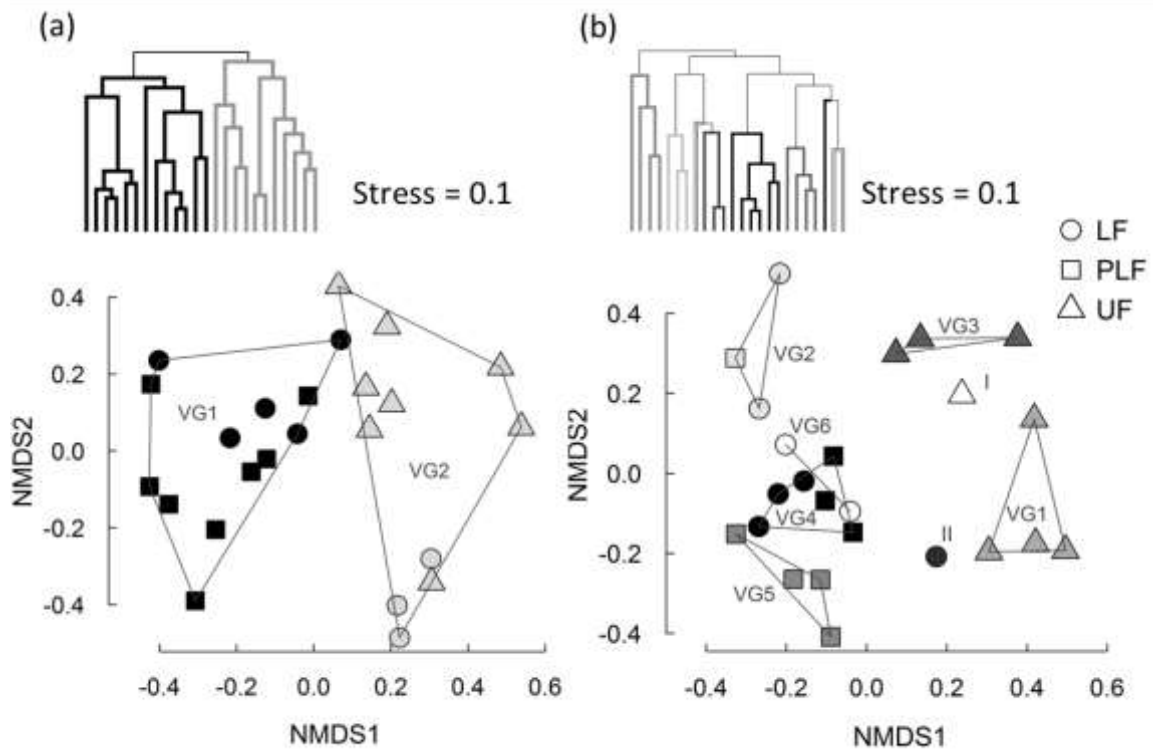 (a)
Stress = 0.1
0.4
0.2
0.0
-0.2
-0.4
NMDS2
VG1
VG2
-0.4 -0.2 0.0 0.2 0.4 0.6
NMDS1
(b)
Stress = 0.1
LF
PLF
UF
0.4
0.2
0.0
-0.2
-0.4
NMDS2
VG3
VG2
I
VG6
VG4
II
VG1
VG5
-0.4 -0.2 0.0 0.2 0.4 0.6
NMDS1